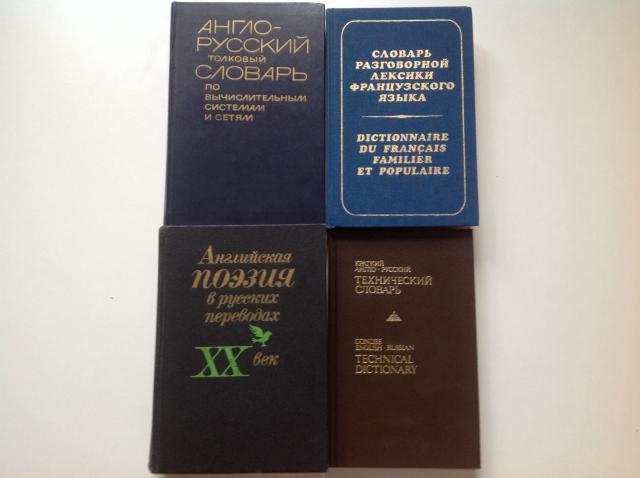 АНГЛО-
РУССКИЙ
ТОЛКОВЫЙ
СЛОВАРЬ
ПО
ВЫЧИСЛИТЕЛЬНЫМ
СИСТЕМАМ
И СЕТЯМ
СЛОВАРЬ
РАЗГОВОРНОЙ
ЛЕКСИКИ
ФРАНЦУЗСКОГО
ЯЗЫКА
DICTIONNAIRE
DU FRANÇAIS
FAMILIER
ET POPULAIRE
Английская
поэзия
в русских
переводах
XX век
КРАТКИЙ
АНГЛО-РУССКИЙ
ТЕХНИЧЕСКИЙ
СЛОВАРЬ
CONCISE
ENGLISH-RUSSIAN
TECHNICAL
DICTIONARY